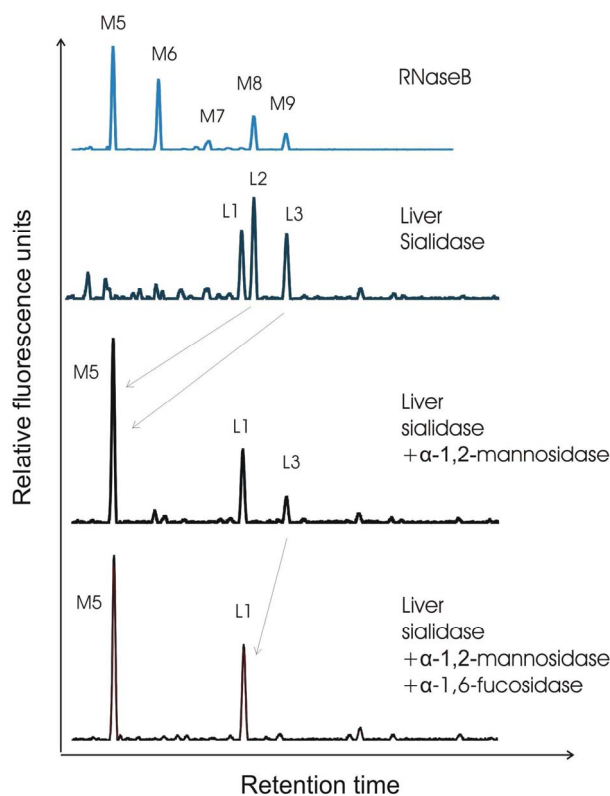 M5
M6
M7
M8
M9
RNaseB
L1
L2
L3
Liver
Sialidase
M5
L1
L3
Liver
sialidase
+α-1,2-mannosidase
M5
L1
Liver
sialidase
+α-1,2-mannosidase
+α-1,6-fucosidase
Relative fluorescence units
Retention time